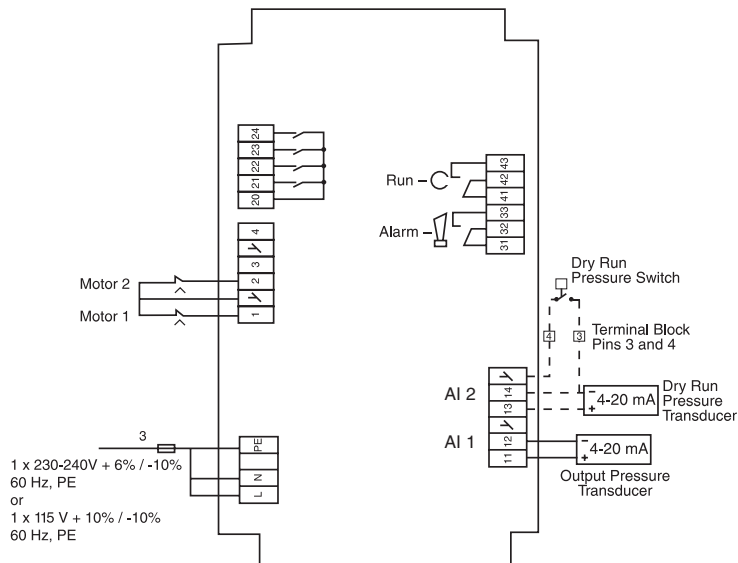 24
23
22
21
20
4
3
2
1
Motor 2
Motor 1
3
1 x 230-240V + 6% / -10%
60 Hz, PE
or
1 x 115 V + 10% / -10%
60 Hz, PE
PE
N
L
Run
Alarm
43
42
41
33
32
31
Dry Run
Pressure Switch
4
3
Terminal Block
Pins 3 and 4
AI 2
14
13
- 4-20 mA
+
Dry Run
Pressure
Transducer
AI 1
12
11
- 4-20 mA
+
Output Pressure
Transducer